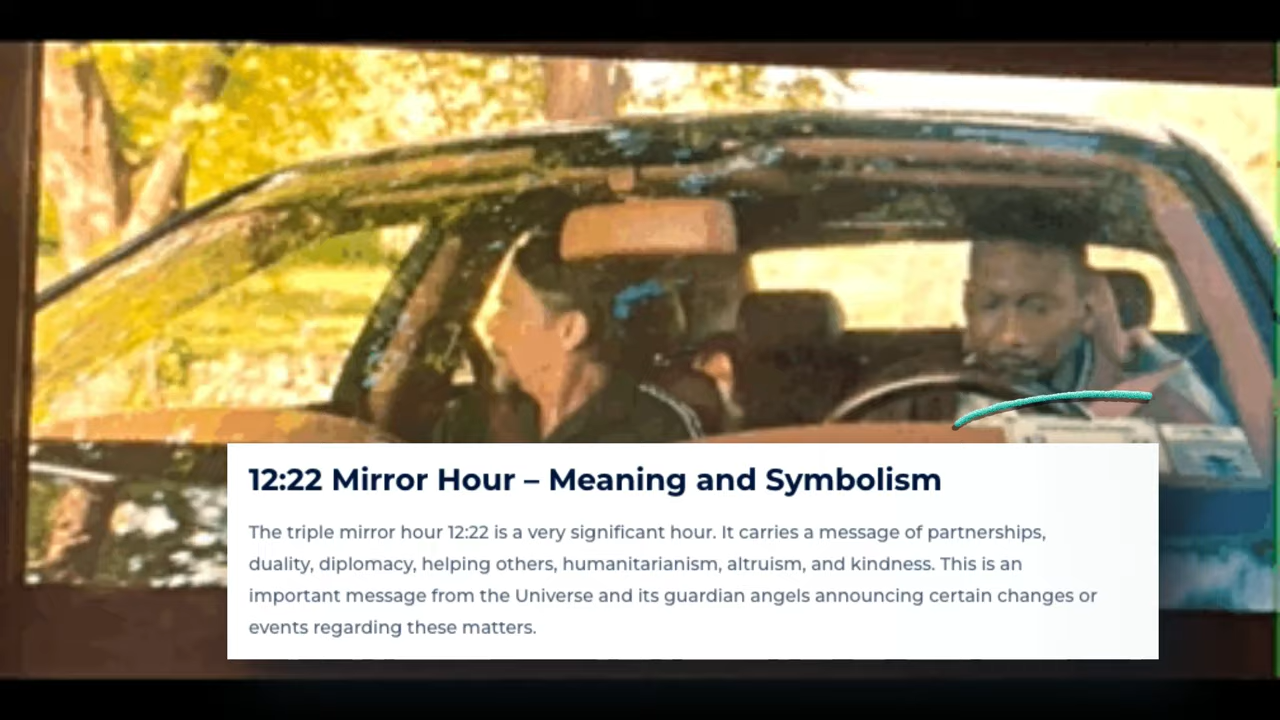 12:22 Mirror Hour – Meaning and Symbolism
The triple mirror hour 12:22 is a very significant hour. It carries a message of partnerships,
duality, diplomacy, helping others, humanitarianism, altruism, and kindness. This is an
important message from the Universe and its guardian angels announcing certain changes or
events regarding these matters.